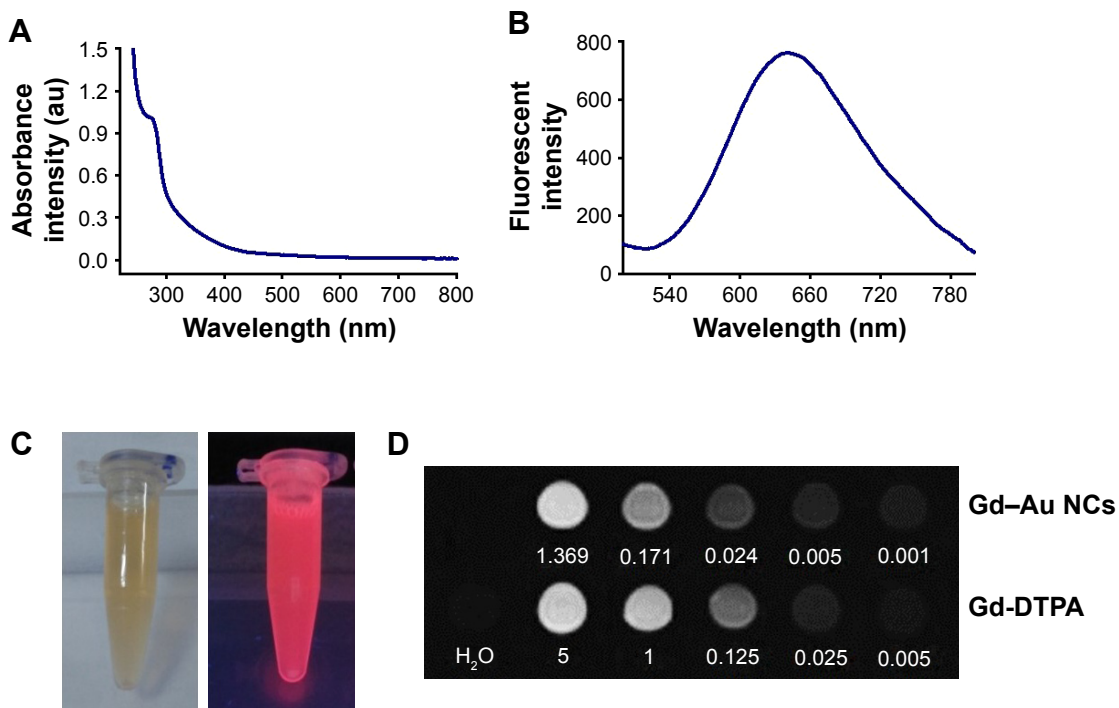 A
Absorbance
intensity (au)
1.5
1.2
0.9
0.6
0.3
0.0
300 400 500 600 700 800
Wavelength (nm)
B
Fluorescent
intensity
800
600
400
200
0
540 600 660 720 780
Wavelength (nm)
C
D
Gd–Au NCs
1.369 0.171 0.024 0.005 0.001
Gd-DTPA
H₂O 5 1 0.125 0.025 0.005